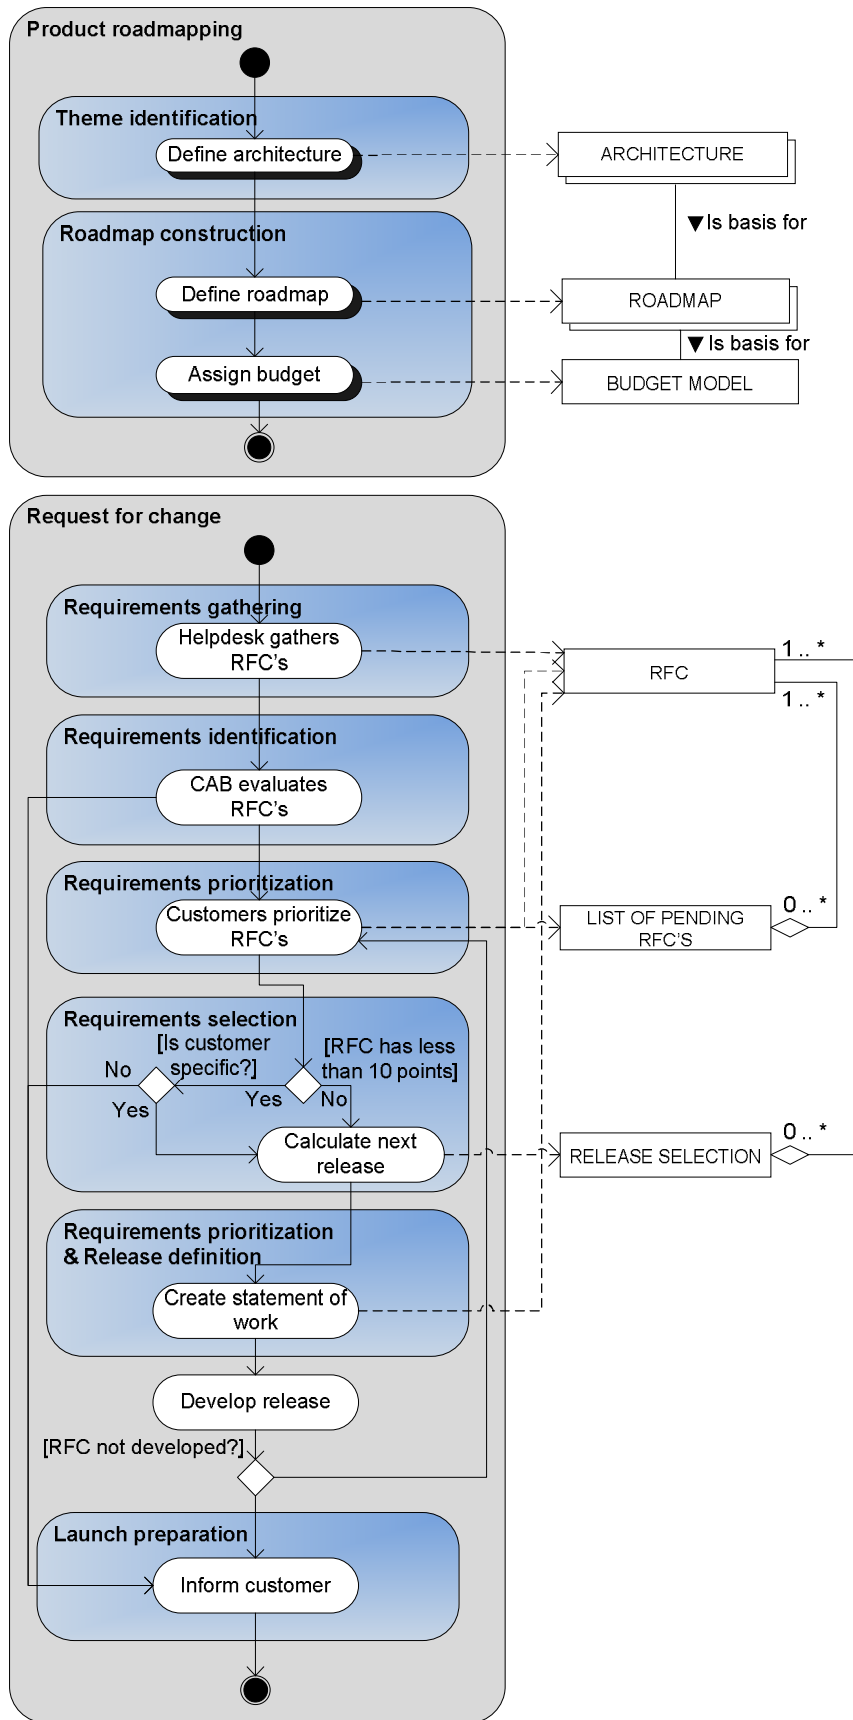 Product roadmapping
Theme identification
Define architecture
ARCHITECTURE
▼Is basis for
Roadmap construction
Define roadmap
ROADMAP
▼Is basis for
Assign budget
BUDGET MODEL
Request for change
Requirements gathering
Helpdesk gathers
RFC's
1 .. *
RFC
1 .. *
Requirements identification
CAB evaluates
RFC's
Requirements prioritization
Customers prioritize
RFC's
0 .. *
LIST OF PENDING
RFC'S
Requirements selection
[Is customer
specific?]
[RFC has less
than 10 points]
No
Yes
Yes
No
Calculate next
release
0 .. *
RELEASE SELECTION
Requirements prioritization
& Release definition
Create statement of
work
Develop release
[RFC not developed?]
Launch preparation
Inform customer